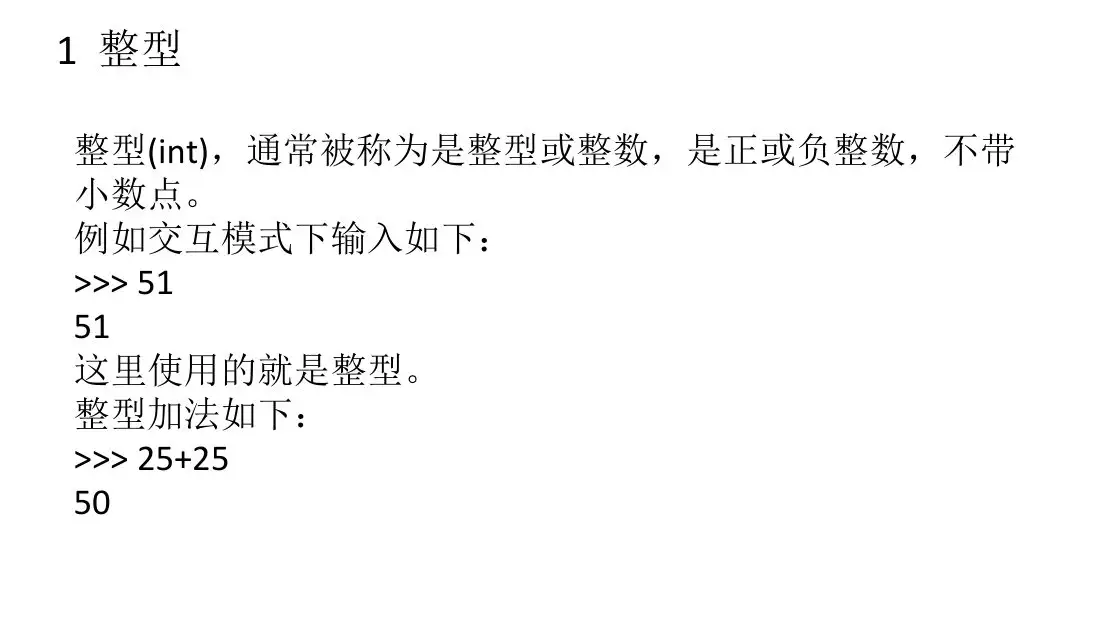 1 整型
整型(int)，通常被称为是整型或整数，是正或负整数，不带
小数点。
例如交互模式下输入如下：
>>> 51
51
这里使用的就是整型。
整型加法如下：
>>> 25+25
50